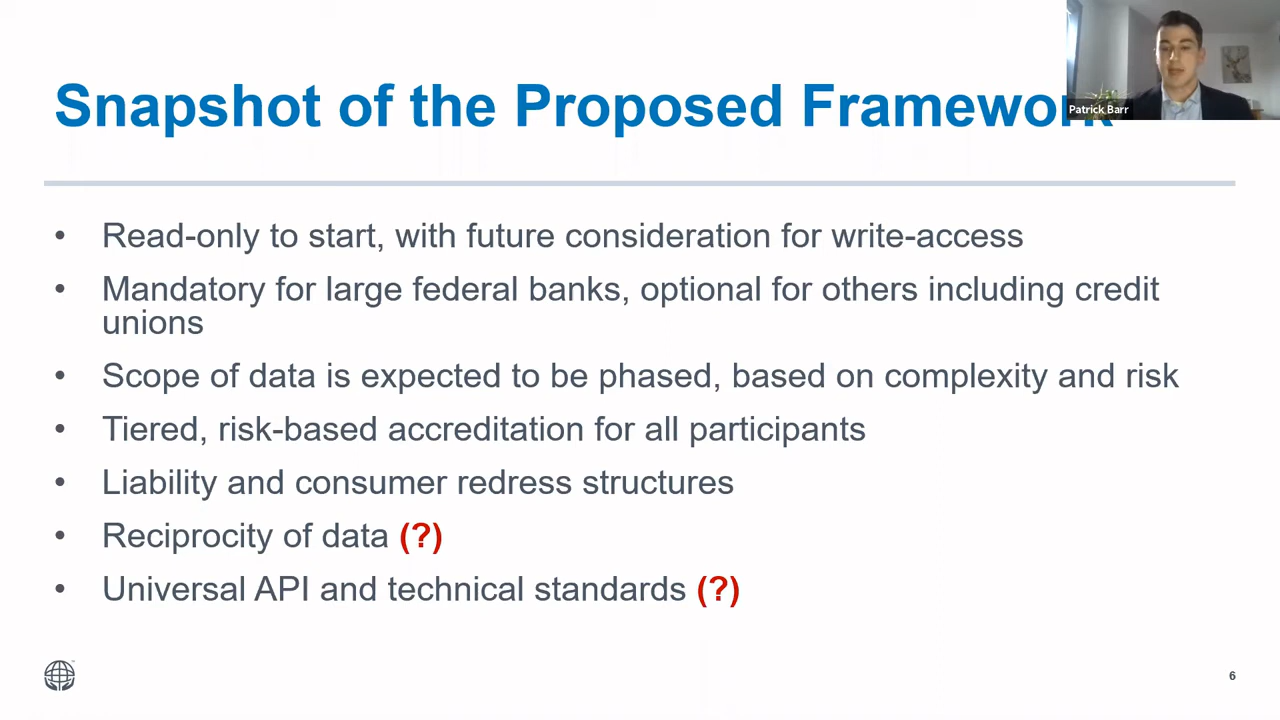 Snapshot of the Proposed Framework
Patrick Barr
• Read-only to start, with future consideration for write-access
• Mandatory for large federal banks, optional for others including credit
unions
• Scope of data is expected to be phased, based on complexity and risk
• Tiered, risk-based accreditation for all participants
• Liability and consumer redress structures
• Reciprocity of data (?)
• Universal API and technical standards (?)
6